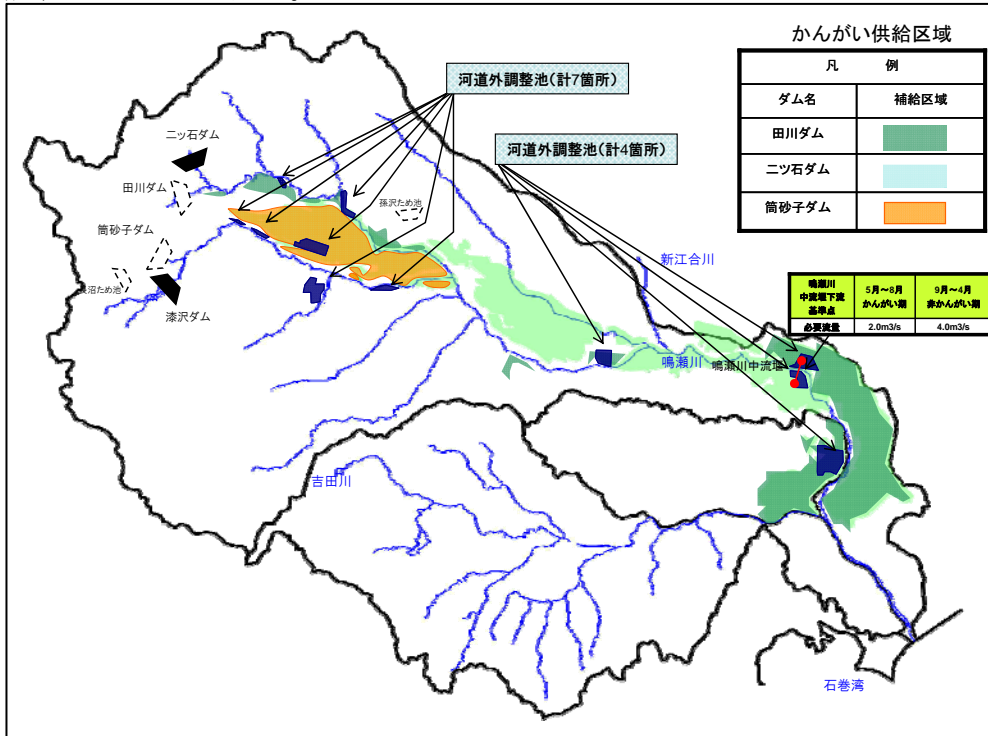 かんがい供給区域
凡　例
ダム名 補給区域
田川ダム
二ツ石ダム
筒砂子ダム
河道外調整池(計7箇所)
河道外調整池(計4箇所)
二ツ石ダム
田川ダム
孫沢ため池
筒砂子ダム
沼ため池
漆沢ダム
新江合川
鳴瀬川中流堰下流基準点 5月～8月かんがい期 9月～4月非かんがい期
必要流量 2.0m3/s 4.0m3/s
鳴瀬川
鳴瀬川中流堰
吉田川
石巻湾